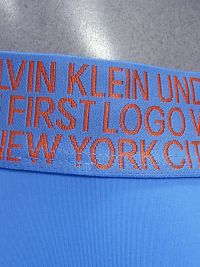 LVIN KLEIN UND
FIRST LOGO W
NEW YORK CIT